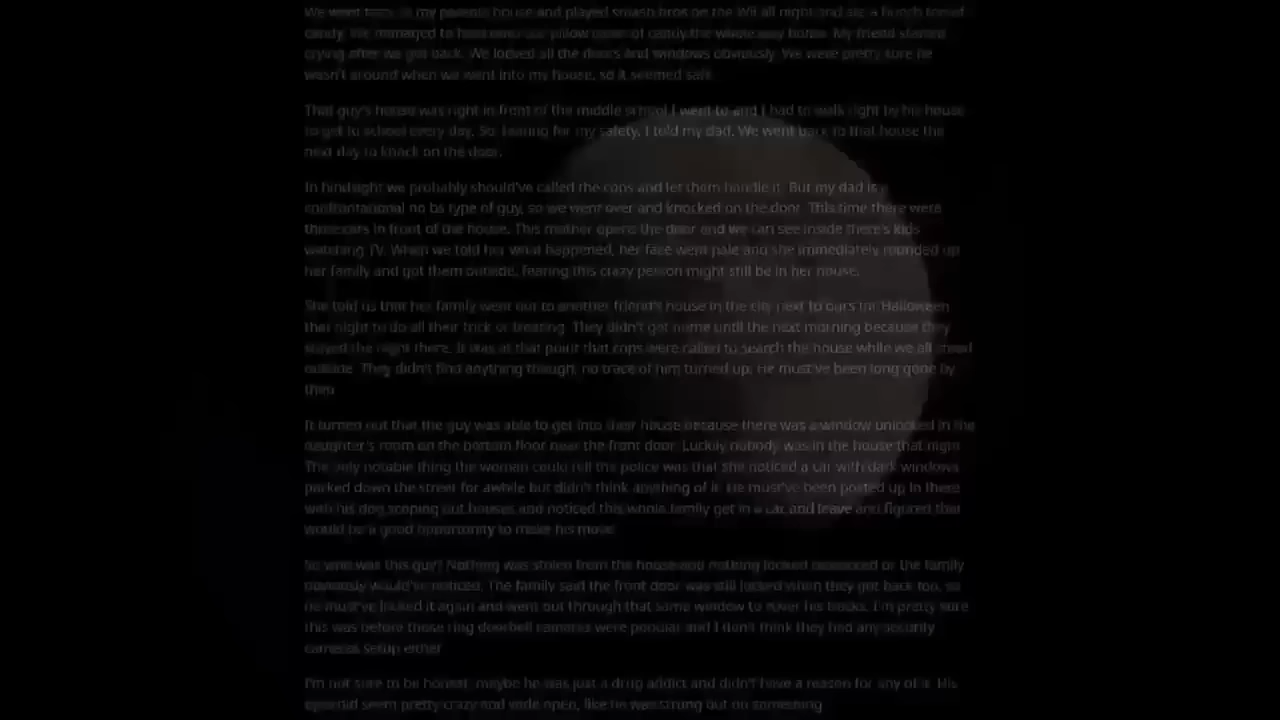 We went back to my parents house and played smash bros on the Wii all night and ate a bunch
candy. We managed to hold onto our pillow cases of candy the whole way home. My friend started
crying after we got back. We locked all the doors and windows obviously. We were pretty sure he
wasn't around when we went into my house, so it seemed safe.
That guy's house was right in front of the middle school I went to and I had to walk right by his house
to get to school every day. So, fearing for my safety, I told my dad. We went back to that house the
next day to knock on the door.
In hindsight we probably should've called the cops and let them handle it. But my dad is a
confrontational no bs type of guy, so we went over and knocked on the door. This time there were
three cars in front of the house. This mother opens the door and we can see inside there's kids
watching TV. When we told her what happened, her face went pale and she immediately rounded up
her family and got them outside, fearing this crazy person might still be in her house.
She told us that her family went out to another friend's house in the city next to ours for Halloween
that night to do all their trick or treating. They didn't get home until the next morning because they
stayed the night there. It was at that point that cops were called to search the house while we all stood
outside. They didn't find anything though, no trace of him turned up. He must've been long gone by
then.
It turned out that the guy was able to get into their house because there was a window unlocked in the
daughter's room on the bottom floor near the front door. Luckily nobody was in the house that night.
The only notable thing the woman could tell the police was that she noticed a car with dark windows
parked down the street for awhile but didn't think anything of it. He must've been posted up in there
with his dog scoping out houses and noticed this whole family get in a car and leave and figured that
would be a good opportunity to make his move.
So who was this guy? Nothing was stolen from the house and nothing looked ransacked or the family
obviously would've noticed. The family said the front door was still locked when they got back too, so
he must've locked it again and went out through that same window to cover his tracks. I'm pretty sure
this was before those ring doorbell cameras were popular and I don't think they had any security
cameras setup either.
I'm not sure to be honest, maybe he was just a drug addict and didn't have a reason for any of it. His
eyes did seem pretty crazy and wide open, like he was strung out on something.